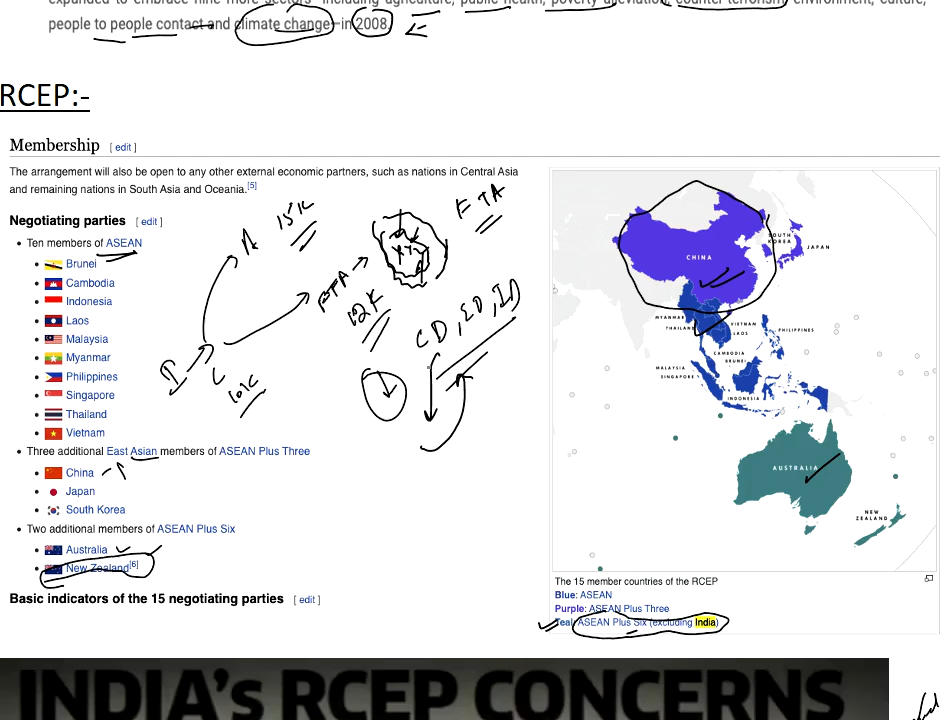 expanded to embrace nine more sectors including agriculture, public health, poverty alleviation, counter-terrorism, environment, culture,
people to people contact and climate change in 2008.
RCEP:-
Membership [ edit ]
The arrangement will also be open to any other external economic partners, such as nations in Central Asia
and remaining nations in South Asia and Oceania.[5]
Negotiating parties [ edit ]
• Ten members of ASEAN
• Brunei
• Cambodia
• Indonesia
• Laos
• Malaysia
• Myanmar
• Philippines
• Singapore
• Thailand
• Vietnam
• Three additional East Asian members of ASEAN Plus Three
• China
• Japan
• South Korea
• Two additional members of ASEAN Plus Six
• Australia
• New Zealand[6]
Basic indicators of the 15 negotiating parties [ edit ]
A 15K
FTA
FTA
12K
CD, ED, ID
I
C
10K
SOUTH
KOREA
JAPAN
CHINA
MYANMAR
THAILAND
VIETNAM
LAOS
PHILIPPINES
CAMBODIA
BRUNEI
MALAYSIA
SINGAPORE
INDONESIA
AUSTRALIA
NEW
ZEALAND
The 15 member countries of the RCEP
Blue: ASEAN
Purple: ASEAN Plus Three
Teal: ASEAN Plus Six (excluding India)
INDIA's RCEP CONCERNS